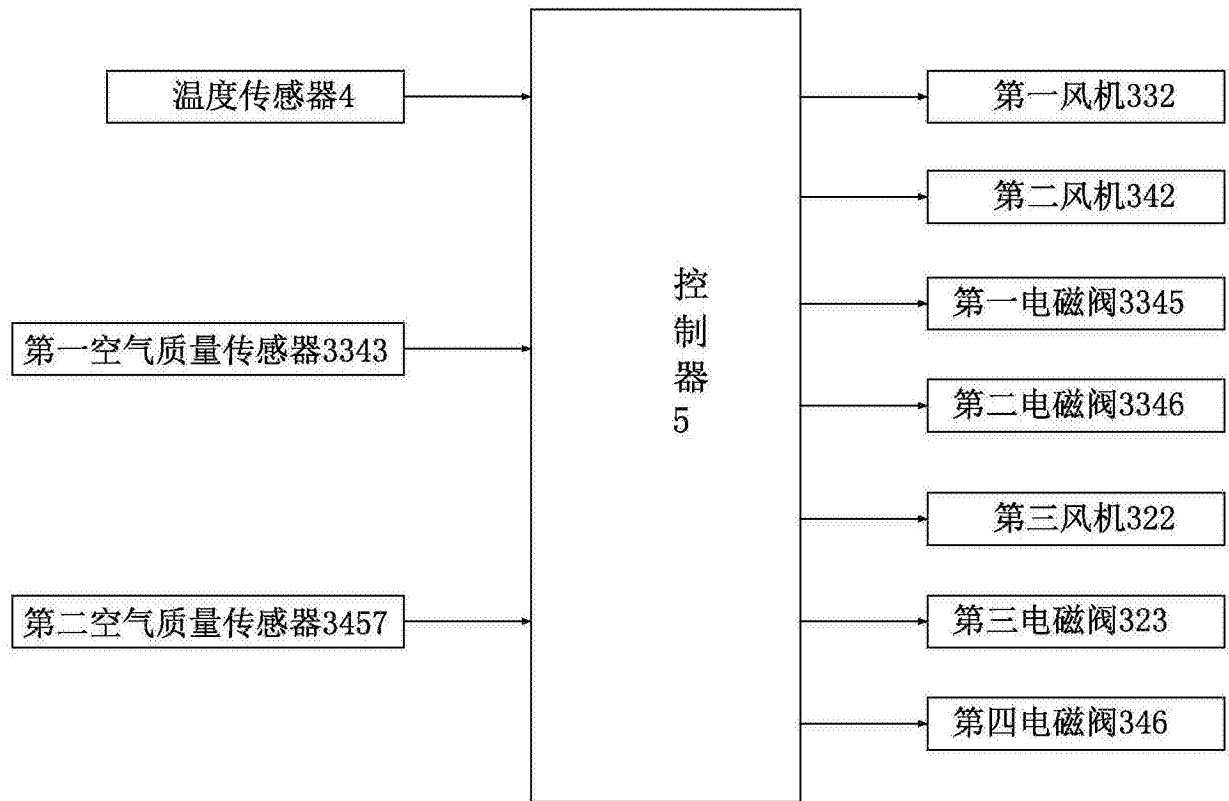 温度传感器4
第一空气质量传感器3343
第二空气质量传感器3457
控
制
器
5
第一风机332
第二风机342
第一电磁阀3345
第二电磁阀3346
第三风机322
第三电磁阀323
第四电磁阀346